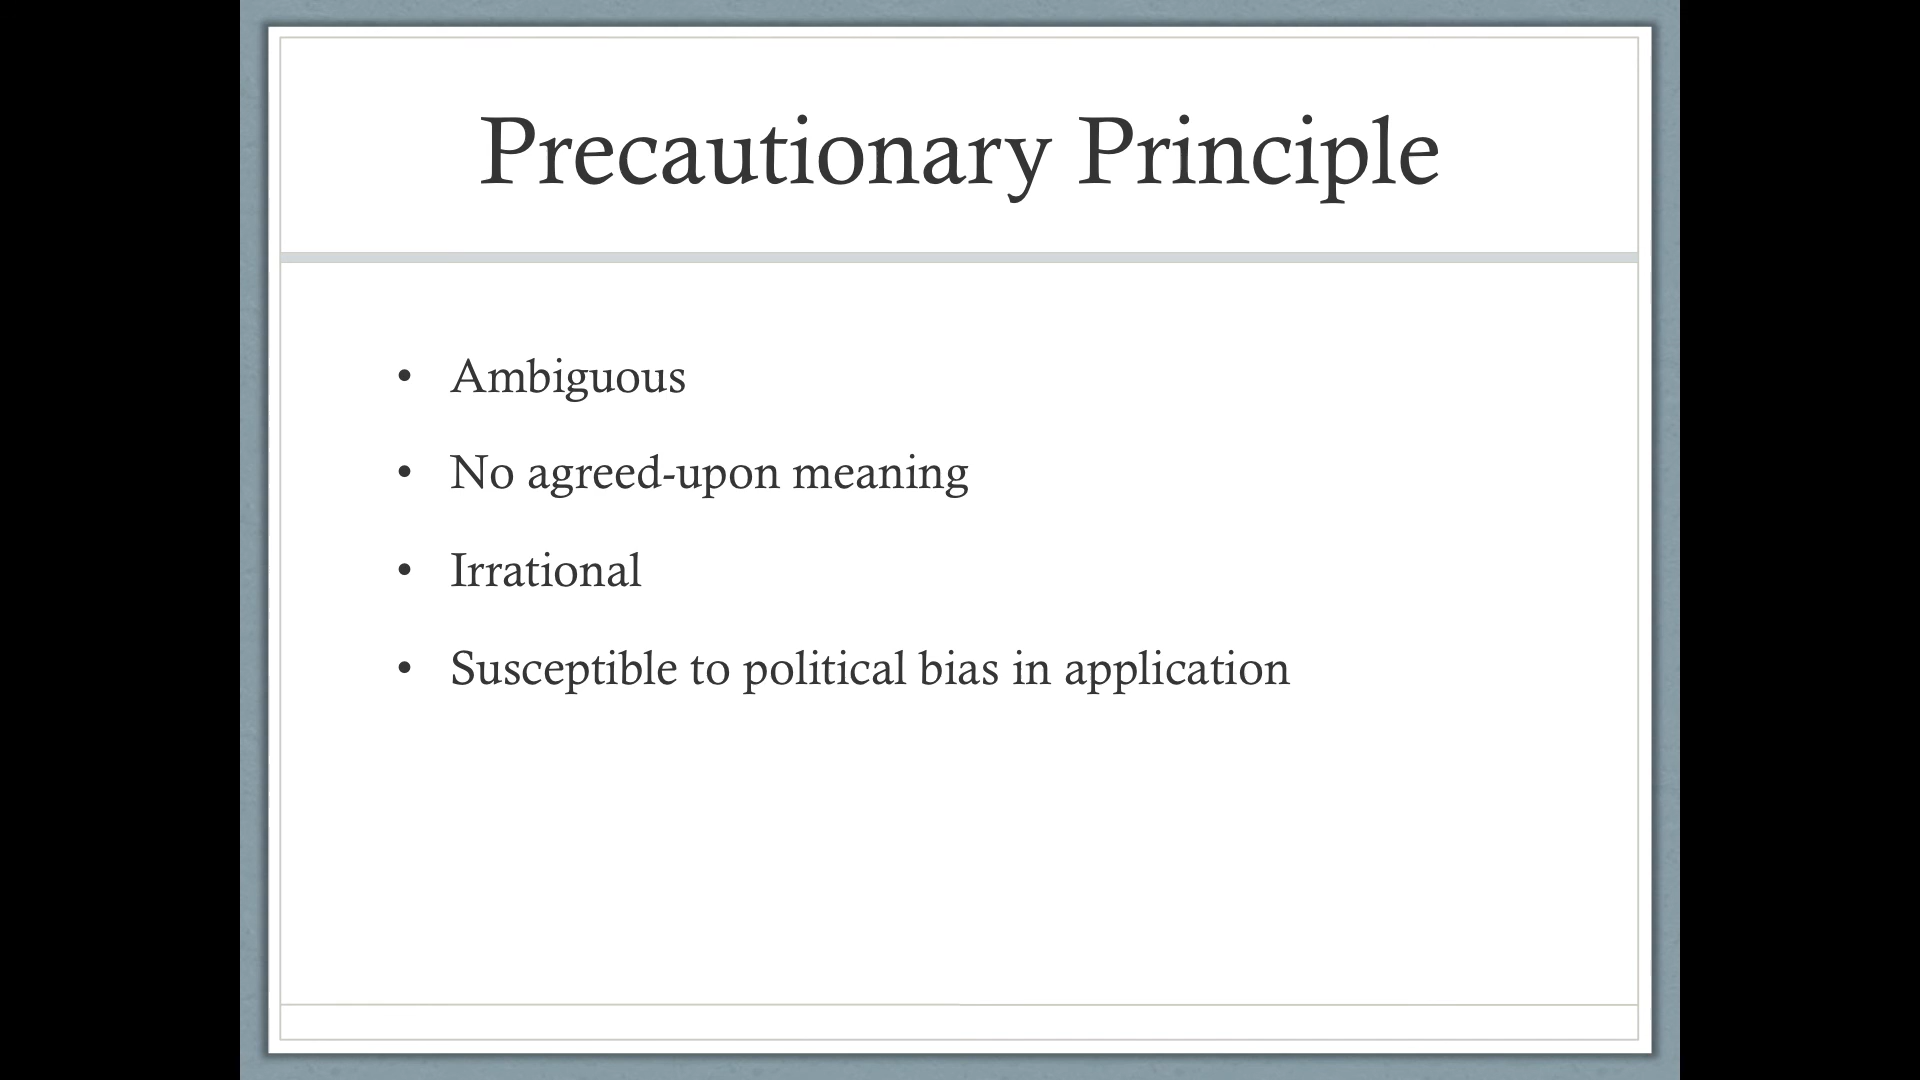 Precautionary Principle
• Ambiguous
• No agreed-upon meaning
• Irrational
• Susceptible to political bias in application